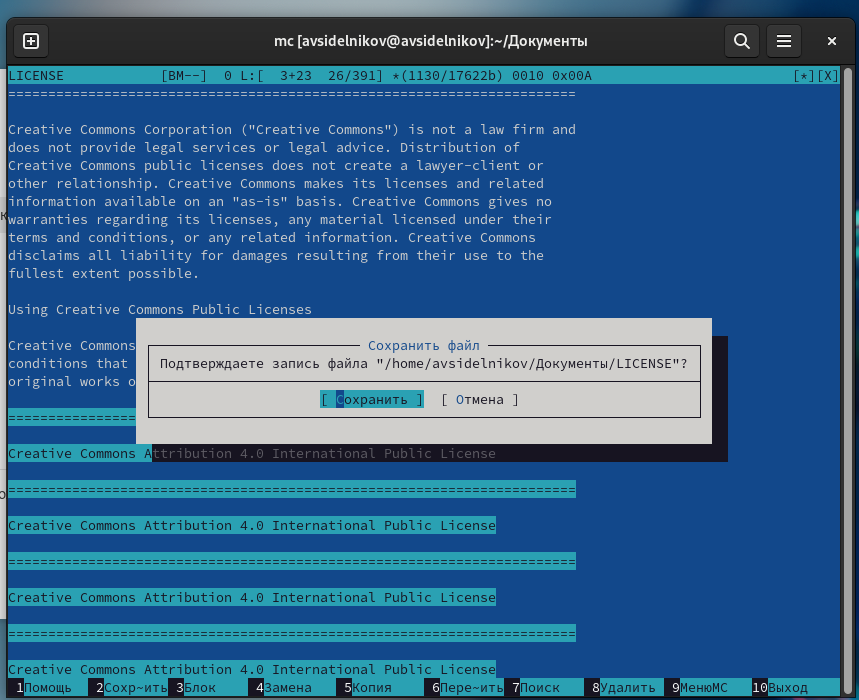 mc [avsidelnikov@avsidelnikov]:~/Документы
LICENSE [BM--] 0 L:[ 3+23 26/391] *(1130/17622b) 0010 0x00A [*][X]
=======================================================================
Creative Commons Corporation ("Creative Commons") is not a law firm and
does not provide legal services or legal advice. Distribution of
Creative Commons public licenses does not create a lawyer-client or
other relationship. Creative Commons makes its licenses and related
information available on an "as-is" basis. Creative Commons gives no
warranties regarding its licenses, any material licensed under their
terms and conditions, or any related information. Creative Commons
disclaims all liability for damages resulting from their use to the
fullest extent possible.
Using Creative Commons Public Licenses
Creative Commons
conditions that
original works o
Сохранить файл
Подтверждаете запись файла "/home/avsidelnikov/Документы/LICENSE"?
[ Сохранить ] [ Отмена ]
================
Creative Commons Attribution 4.0 International Public License
=======================================================================
Creative Commons Attribution 4.0 International Public License
=======================================================================
Creative Commons Attribution 4.0 International Public License
=======================================================================
Creative Commons Attribution 4.0 International Public License
1Помощь 2Сохр~ить 3Блок 4Замена 5Копия 6Пере~ить 7Поиск 8Удалить 9МенюMC 10Выход